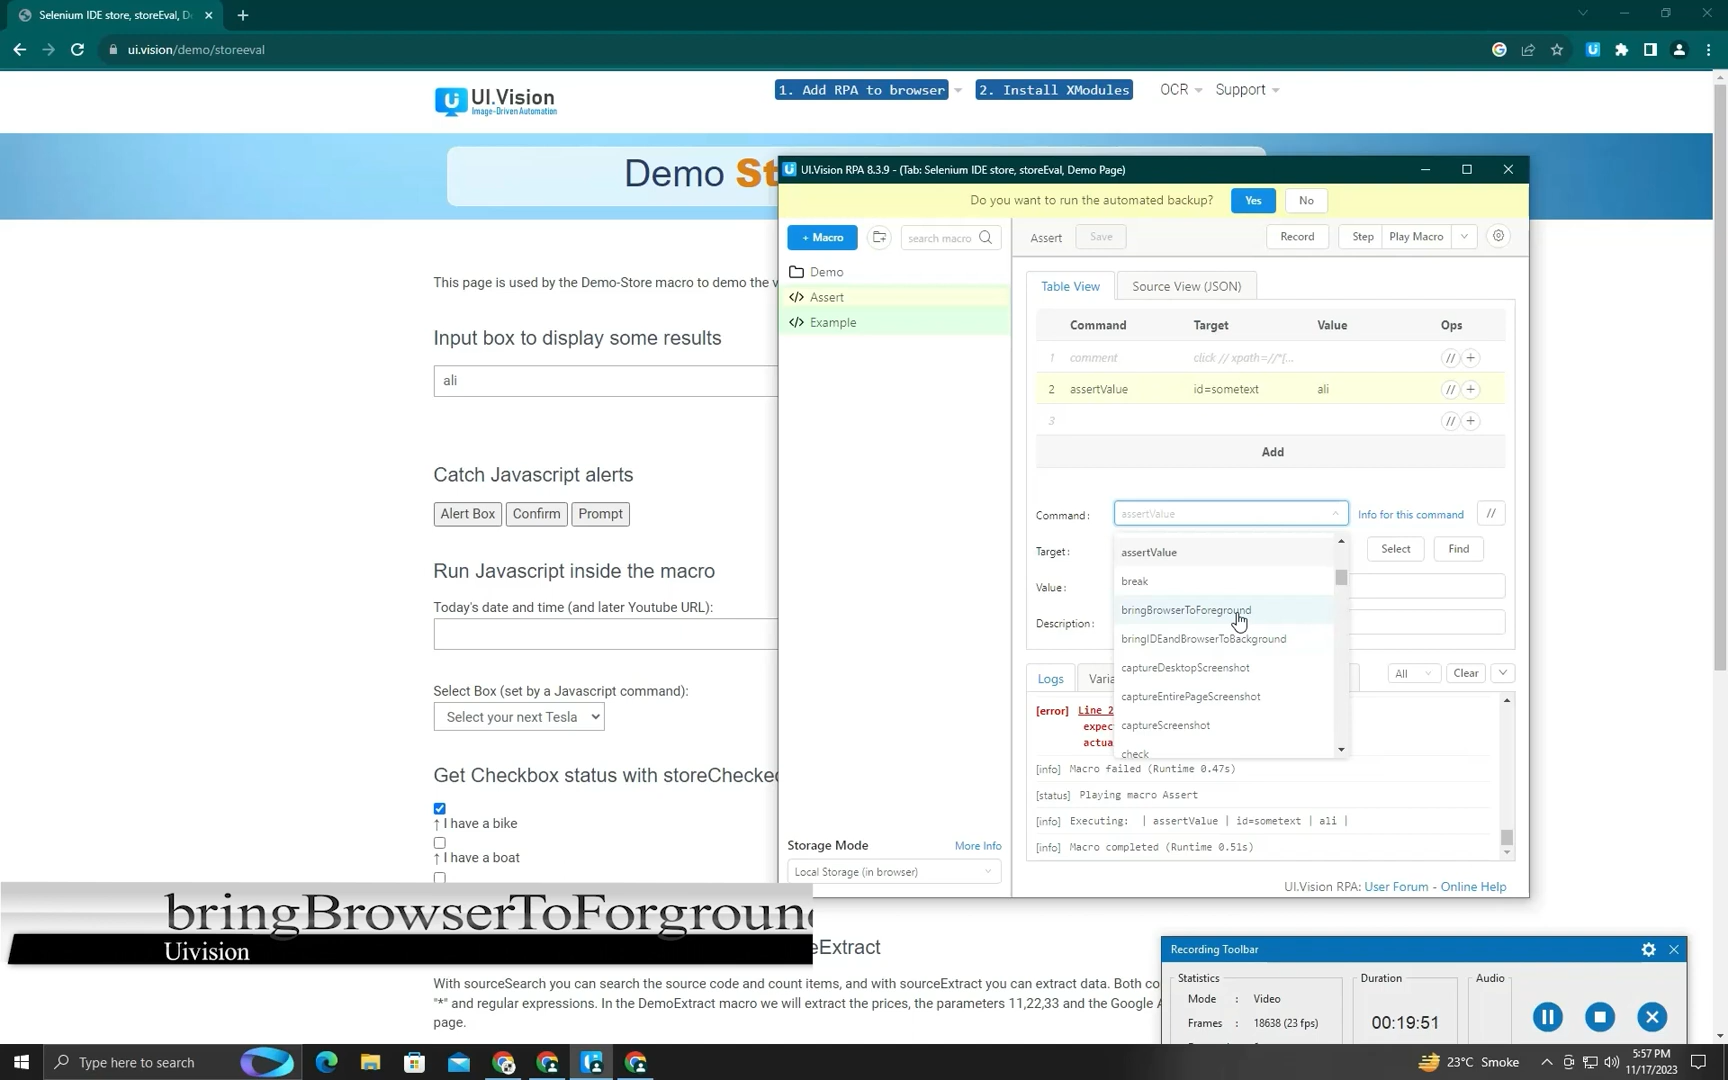 Selenium IDE store, storeEval, D
ui.vision/demo/storeeval
UI.Vision
Image-Driven Automation
1. Add RPA to browser
2. Install XModules
OCR
Support
Demo St
UI.Vision RPA 8.3.9 - (Tab: Selenium IDE store, storeEval, Demo Page)
Do you want to run the automated backup?
Yes
No
+ Macro
search macro
Assert
Save
Record
Step
Play Macro
Demo
Assert
Example
Table View
Source View (JSON)
Command
Target
Value
Ops
1 comment click // xpath=//*[... // +
2 assertValue id=sometext ali // +
3 // +
Add
Command:
assertValue
Info for this command
//
Target:
Select
Find
Value:
Description:
assertValue
break
bringBrowserToForeground
bringIDEandBrowserToBackground
captureDesktopScreenshot
captureEntirePageScreenshot
captureScreenshot
check
Logs
Varia
All
Clear
[error] Line 2
expec
actua
[info] Macro failed (Runtime 0.47s)
[status] Playing macro Assert
[info] Executing: | assertValue | id=sometext | ali |
[info] Macro completed (Runtime 0.51s)
Storage Mode
More Info
Local Storage (in browser)
UI.Vision RPA: User Forum - Online Help
This page is used by the Demo-Store macro to demo the v
Input box to display some results
ali
Catch Javascript alerts
Alert Box
Confirm
Prompt
Run Javascript inside the macro
Today's date and time (and later Youtube URL):
Select Box (set by a Javascript command):
Select your next Tesla
Get Checkbox status with storeChecked
↑ I have a bike
↑ I have a boat
bringBrowserToForground
Uivision
eExtract
With sourceSearch you can search the source code and count items, and with sourceExtract you can extract data. Both co
"*" and regular expressions. In the DemoExtract macro we will extract the prices, the parameters 11,22,33 and the Google A
page.
Recording Toolbar
Statistics
Mode : Video
Frames : 18638 (23 fps)
Duration
00:19:51
Audio
Type here to search
23°C Smoke
5:57 PM
11/17/2023